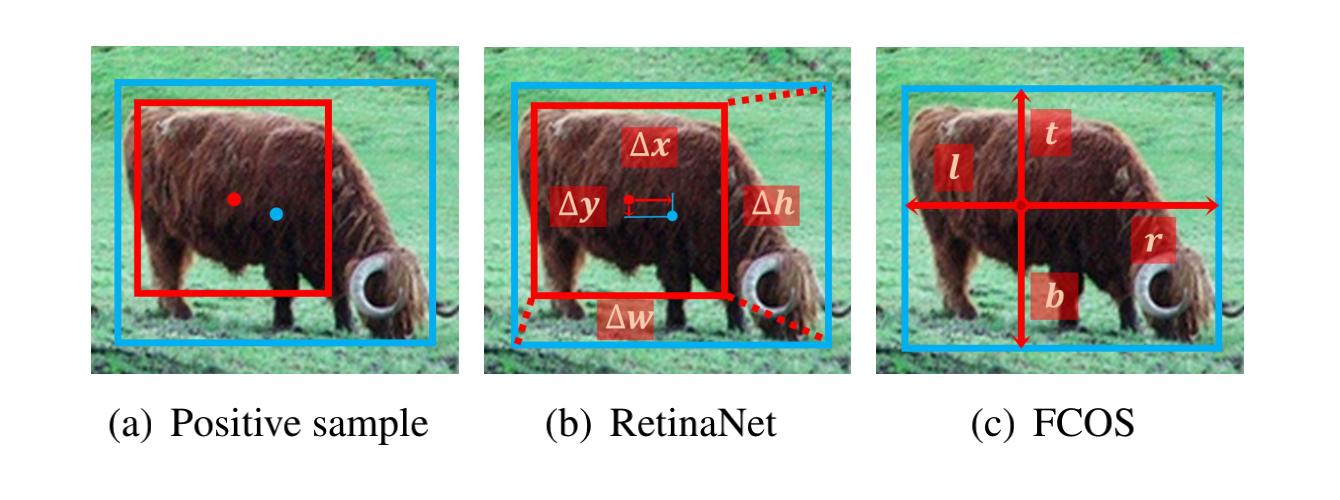 Δx
Δy
Δh
Δw
t
l
r
b
(a) Positive sample
(b) RetinaNet
(c) FCOS